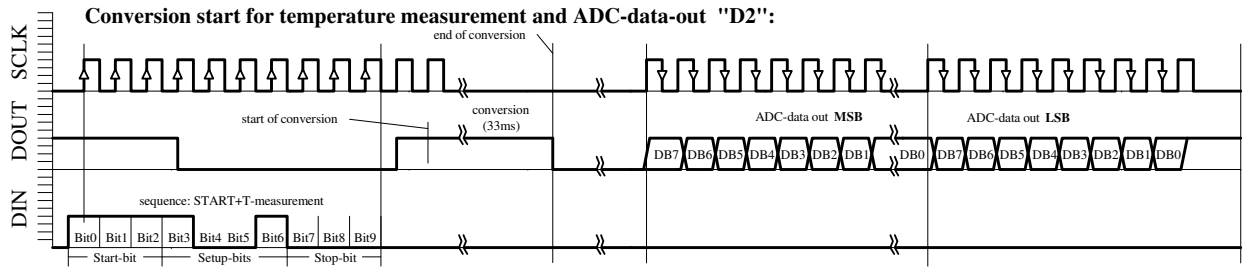 Conversion start for temperature measurement and ADC-data-out "D2":
end of conversion
SCLK
DOUT
start of conversion
conversion
(33ms)
ADC-data out MSB
ADC-data out LSB
DB7 DB6 DB5 DB4 DB3 DB2 DB1 DB0 DB7 DB6 DB5 DB4 DB3 DB2 DB1 DB0
DIN
sequence: START+T-measurement
Bit0 Bit1 Bit2 Bit3 Bit4 Bit5 Bit6 Bit7 Bit8 Bit9
Start-bit Setup-bits Stop-bit